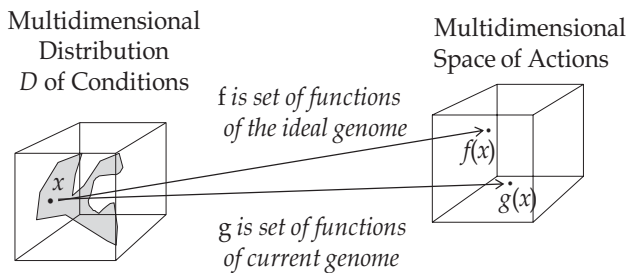 Multidimensional
Distribution
D of Conditions
Multidimensional
Space of Actions
f is set of functions
of the ideal genome
x
f(x)
g(x)
g is set of functions
of current genome